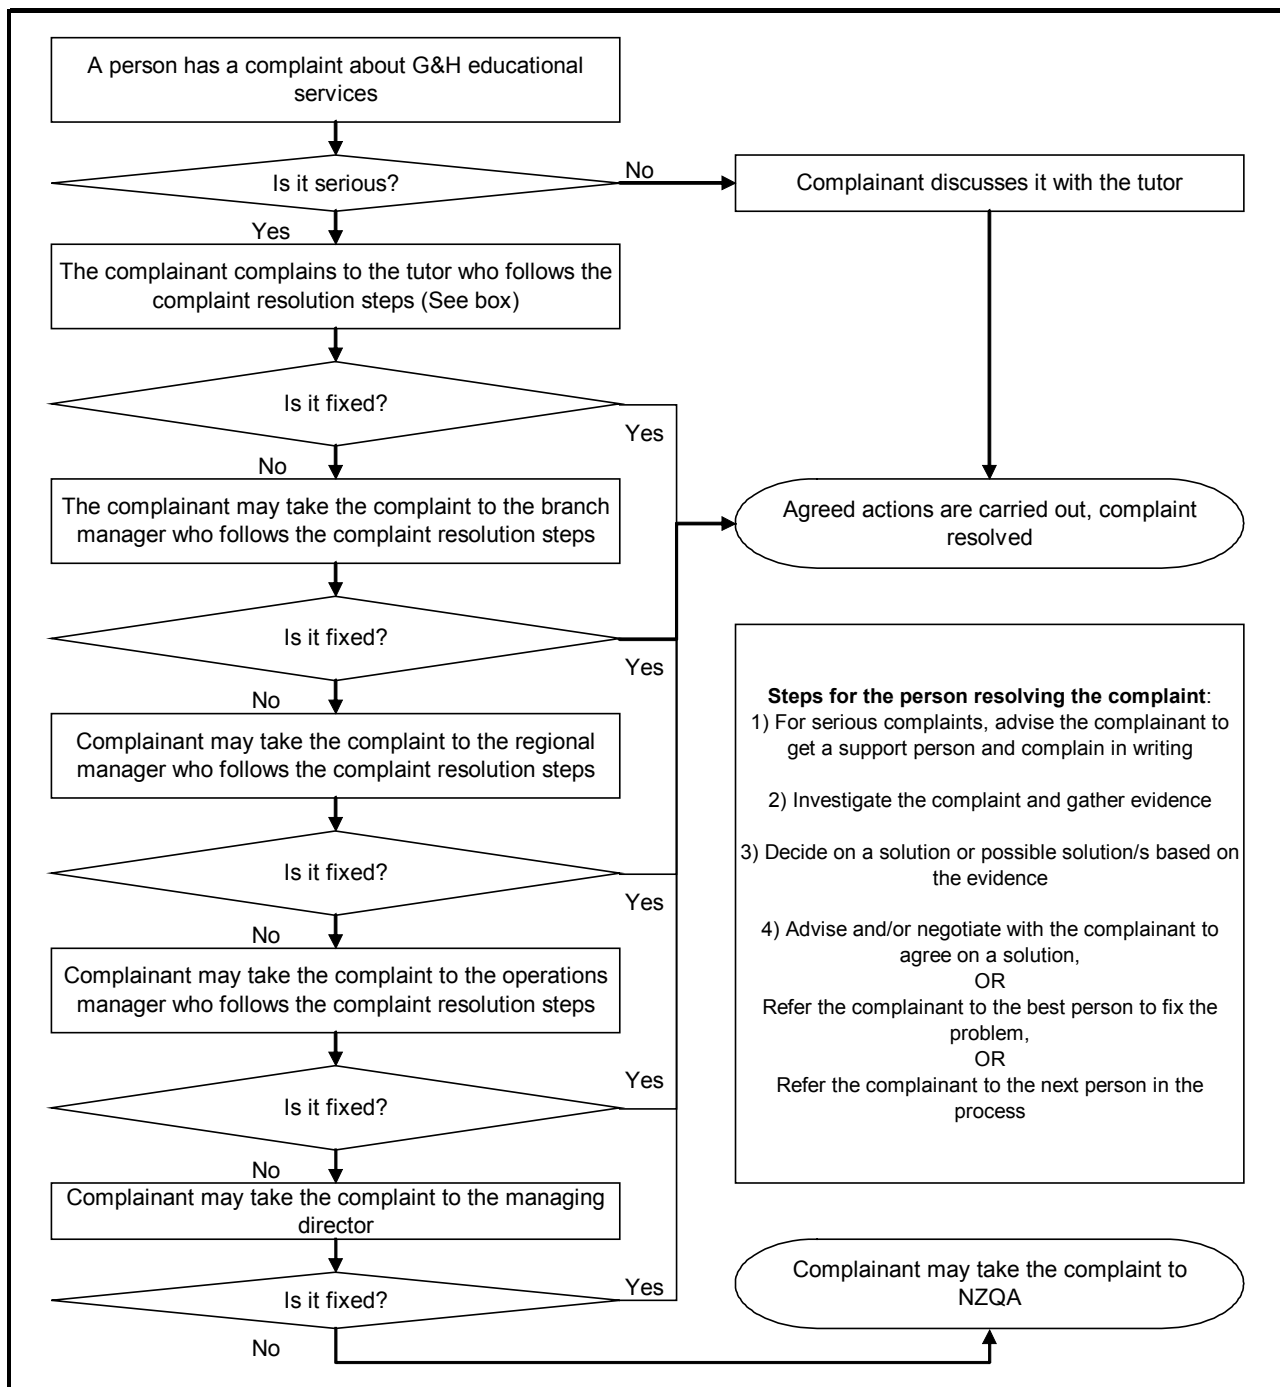 A person has a complaint about G&H educational
services
Is it serious?
No
Complainant discusses it with the tutor
Yes
The complainant complains to the tutor who follows the
complaint resolution steps (See box)
Is it fixed?
Yes
No
The complainant may take the complaint to the branch
manager who follows the complaint resolution steps
Agreed actions are carried out, complaint
resolved
Is it fixed?
Yes
No
Complainant may take the complaint to the regional
manager who follows the complaint resolution steps
Is it fixed?
Yes
No
Complainant may take the complaint to the operations
manager who follows the complaint resolution steps
Is it fixed?
Yes
No
Complainant may take the complaint to the managing
director
Is it fixed?
Yes
No
Steps for the person resolving the complaint:
1) For serious complaints, advise the complainant to
get a support person and complain in writing
2) Investigate the complaint and gather evidence
3) Decide on a solution or possible solution/s based on
the evidence
4) Advise and/or negotiate with the complainant to
agree on a solution,
OR
Refer the complainant to the best person to fix the
problem,
OR
Refer the complainant to the next person in the
process
Complainant may take the complaint to
NZQA